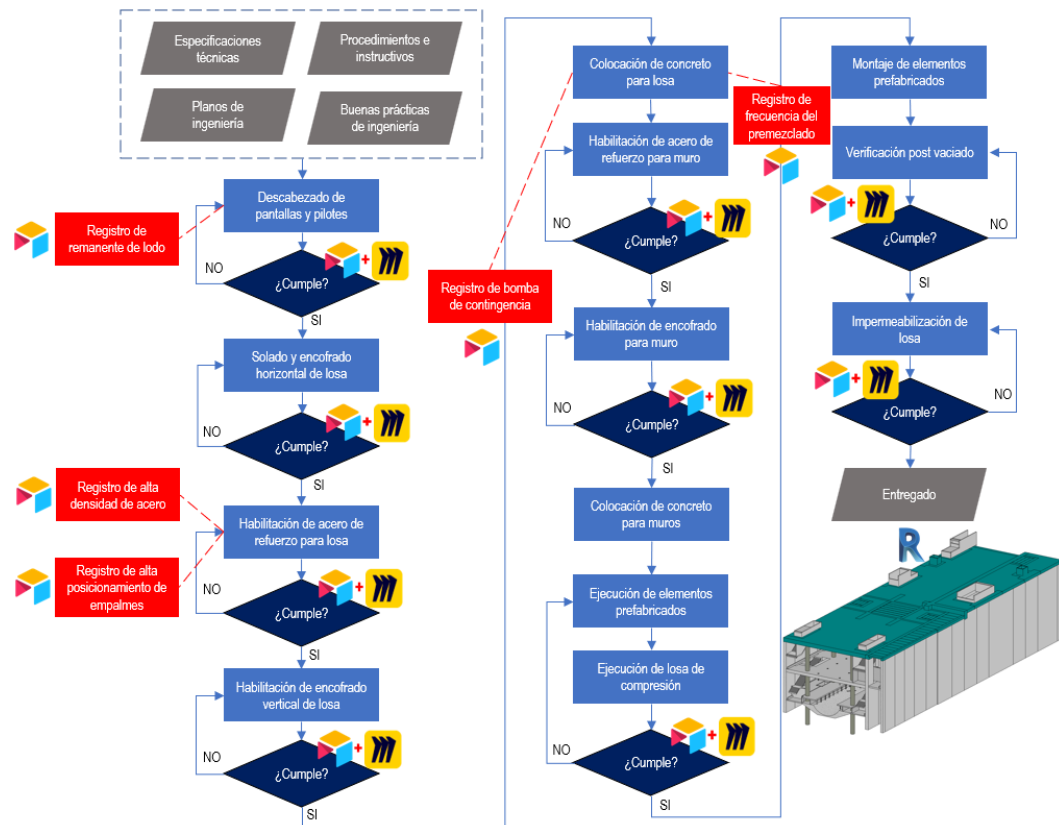 Especificaciones
técnicas
Procedimientos e
instructivos
Planos de
ingeniería
Buenas prácticas
de ingeniería
Descabezado de
pantallas y pilotes
Registro de
remanente de lodo
NO
¿Cumple?
SI
Solado y encofrado
horizontal de losa
NO
¿Cumple?
SI
Registro de alta
densidad de acero
Habilitación de acero de
refuerzo para losa
Registro de alta
posicionamiento de
empalmes
NO
¿Cumple?
SI
Habilitación de encofrado
vertical de losa
NO
¿Cumple?
SI
Colocación de concreto
para losa
Registro de
frecuencia del
premezclado
Habilitación de acero de
refuerzo para muro
NO
¿Cumple?
SI
Registro de bomba
de contingencia
Habilitación de encofrado
para muro
NO
¿Cumple?
SI
Colocación de concreto
para muros
Ejecución de elementos
prefabricados
Ejecución de losa de
compresión
NO
¿Cumple?
SI
Montaje de elementos
prefabricados
Verificación post vaciado
¿Cumple?
NO
SI
Impermeabilización de
losa
¿Cumple?
NO
Entregado
R